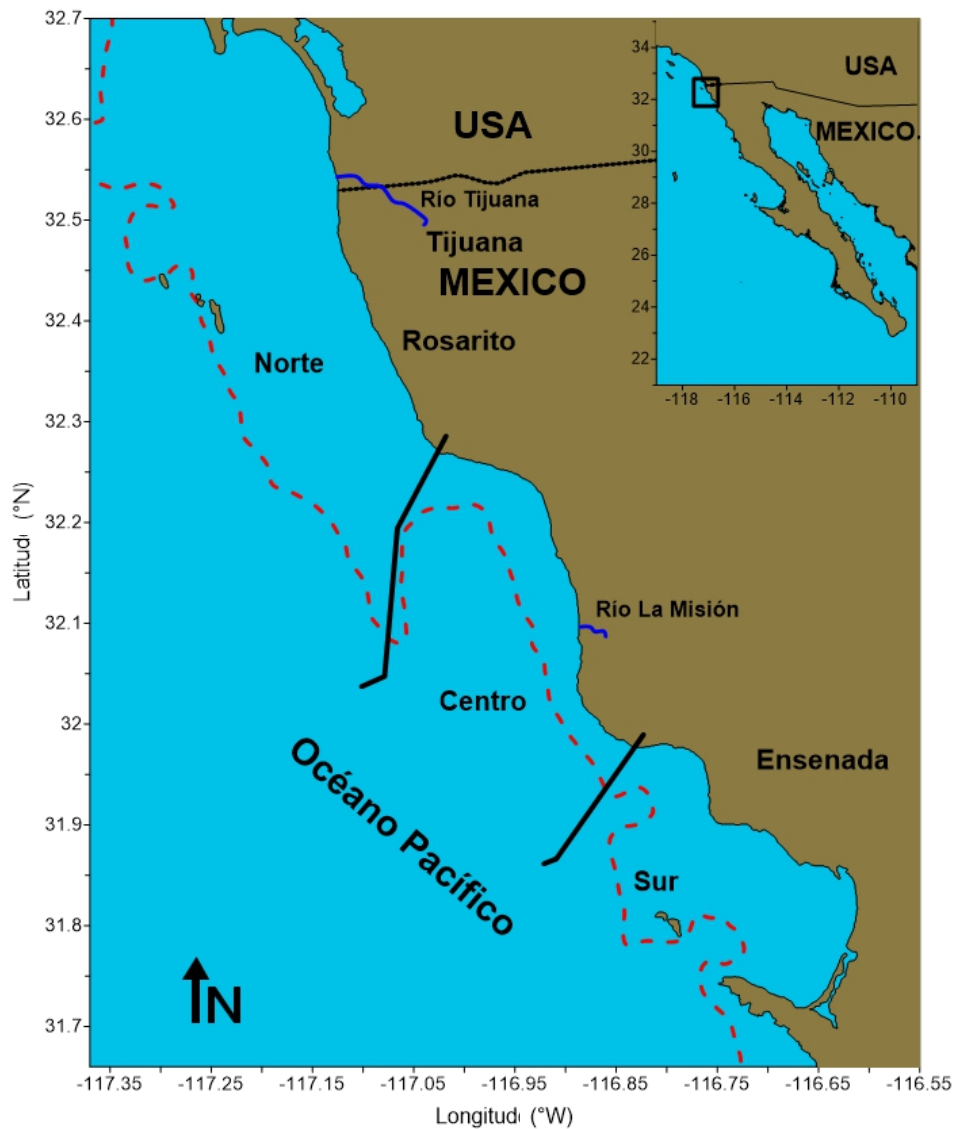 32.7
32.6
32.5
32.4
32.3
32.2
32.1
32
31.9
31.8
31.7
Latitud (°N)
-117.35
-117.25
-117.15
-117.05
-116.95
-116.85
-116.75
-116.65
-116.55
Longitud (°W)
USA
Río Tijuana
Tijuana
MEXICO
Rosarito
Norte
Río La Misión
Centro
Ensenada
Océano Pacífico
Sur
N
34
32
30
28
26
24
22
-118
-116
-114
-112
-110
USA
MEXICO